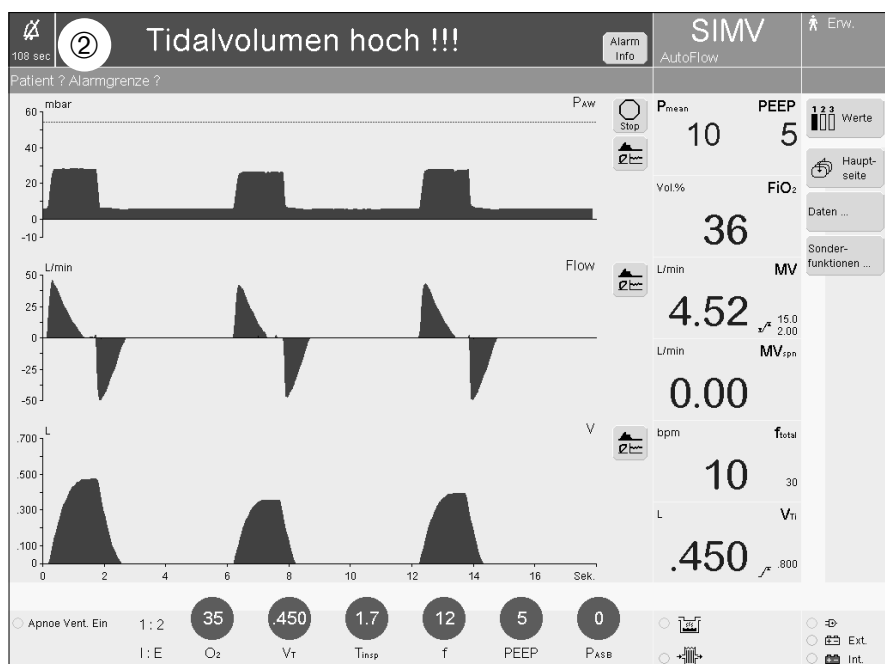 108 sec
②
Tidalvolumen hoch !!!
Alarm
Info
SIMV
AutoFlow
Erw.
Patient ? Alarmgrenze ?
mbar
PAW
60
40
20
0
-10
Stop
Pmean
PEEP
10
5
1 2 3
Werte
Haupt-
seite
Daten ...
Sonder-
funktionen ...
Vol.%
FiO2
36
L/min
Flow
50
25
0
-25
-50
L/min
MV
4.52
15.0
2.00
L/min
MVspn
0.00
L
V
.700
.500
.300
.100
0
0 2 4 6 8 10 12 14 16 Sek.
bpm
ftotal
10
30
L
VTi
.450
.800
Apnoe Vent. Ein
1 : 2
35 .450 1.7 12 5 0
I : E O2 VT Tinsp f PEEP PASB
Ext.
Int.